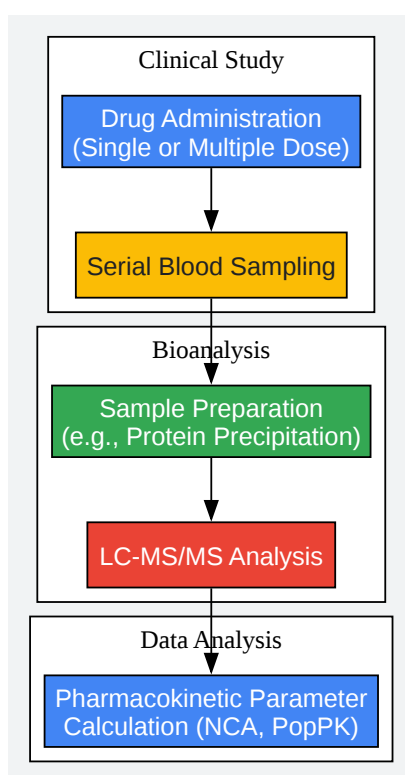 Clinical Study
Drug Administration
(Single or Multiple Dose)
Serial Blood Sampling
Bioanalysis
Sample Preparation
(e.g., Protein Precipitation)
LC-MS/MS Analysis
Data Analysis
Pharmacokinetic Parameter
Calculation (NCA, PopPK)